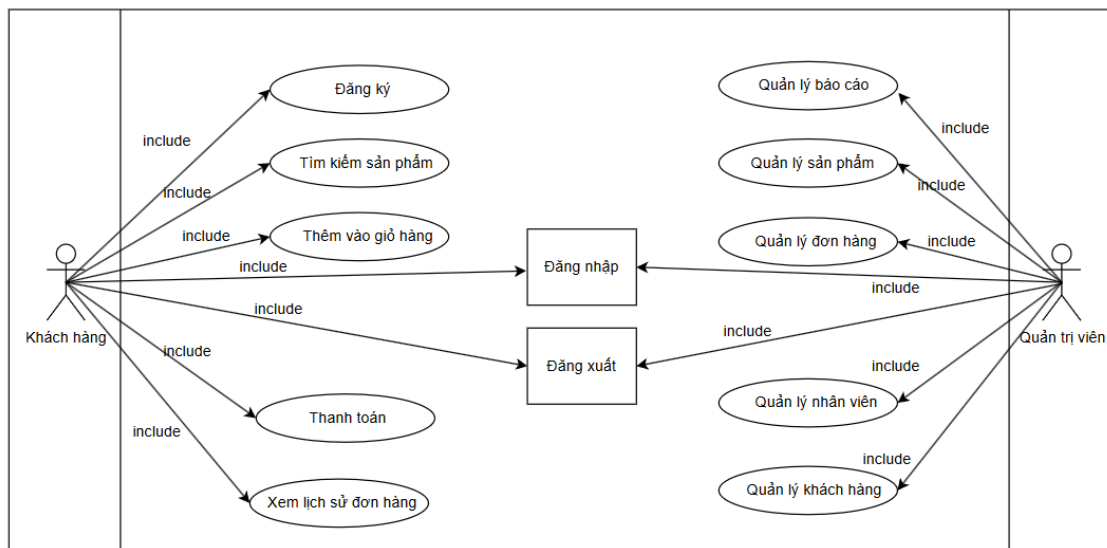 Đăng ký
Quản lý báo cáo
include
include
Tìm kiếm sản phẩm
Quản lý sản phẩm
include
include
Thêm vào giỏ hàng
include
Quản lý đơn hàng
include
include
Đăng nhập
include
Khách hàng
include
include
Quản trị viên
Đăng xuất
include
include
Thanh toán
Quản lý nhân viên
include
include
Xem lịch sử đơn hàng
Quản lý khách hàng